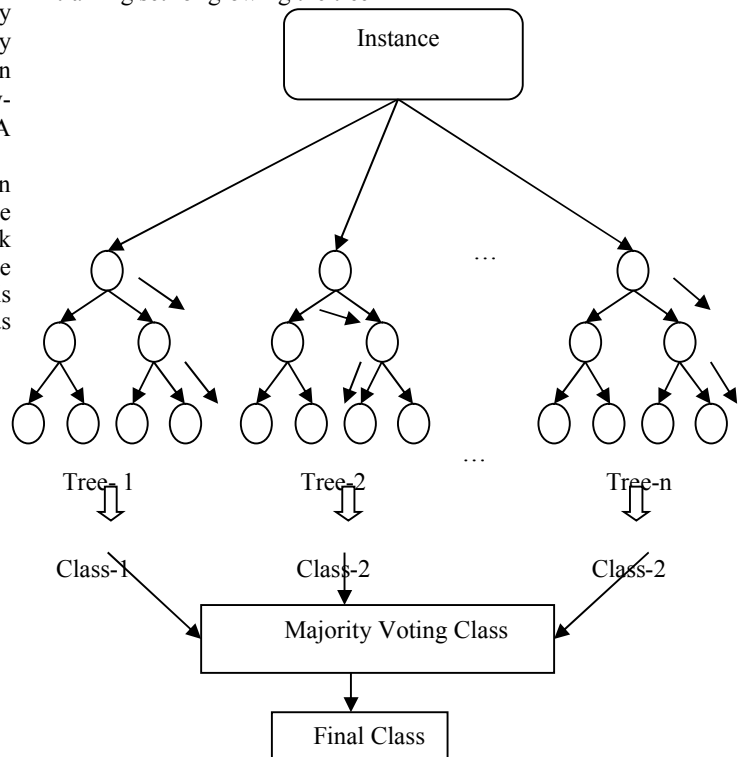 y
y
n
y-
A
n
e
k
e
s
s
Instance
…
…
Tree- 1
Tree-2
Tree-n
Class-1
Class-2
Class-2
Majority Voting Class
Final Class